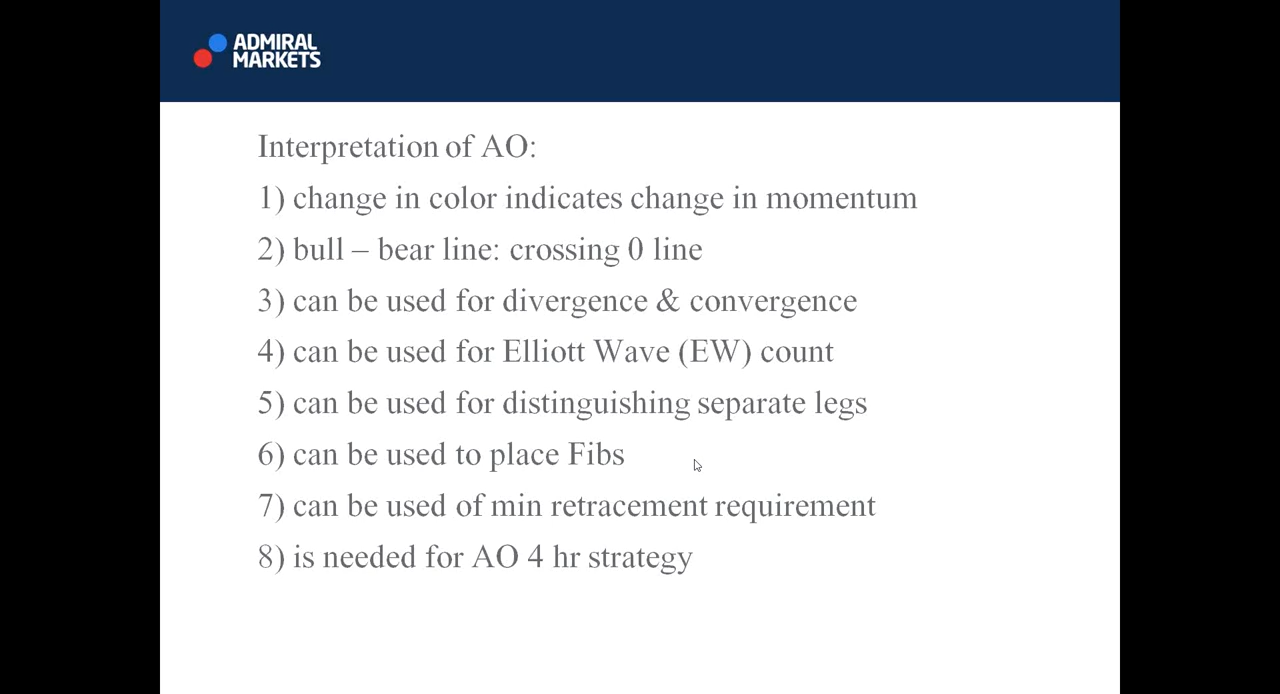 ADMIRAL
MARKETS
Interpretation of AO:
1) change in color indicates change in momentum
2) bull – bear line: crossing 0 line
3) can be used for divergence & convergence
4) can be used for Elliott Wave (EW) count
5) can be used for distinguishing separate legs
6) can be used to place Fibs
7) can be used of min retracement requirement
8) is needed for AO 4 hr strategy